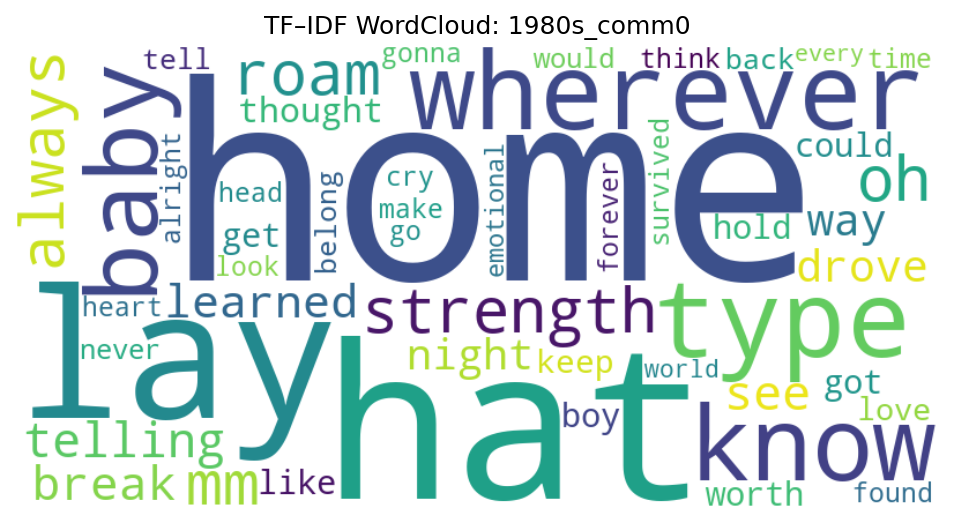 TF–IDF WordCloud: 1980s_comm0
always
tell
baby
alright
roam
thought
gonna
wherever
would
think
back
every
time
home
head
get
look
belong
cry
make
go
emotional
forever
survived
hold
could
oh
way
drove
lay
heart
never
learned
strength
type
night
keep
world
see
got
love
hat
boy
know
telling
break
mm
like
worth
found